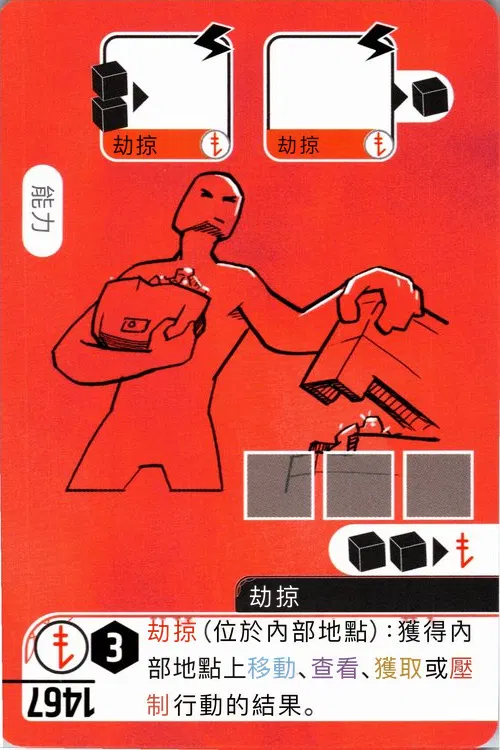 劫掠
劫掠
能力
劫掠
3
劫掠(位於內部地點)：獲得內
部地點上移動、查看、獲取或壓
制行動的結果。
1467